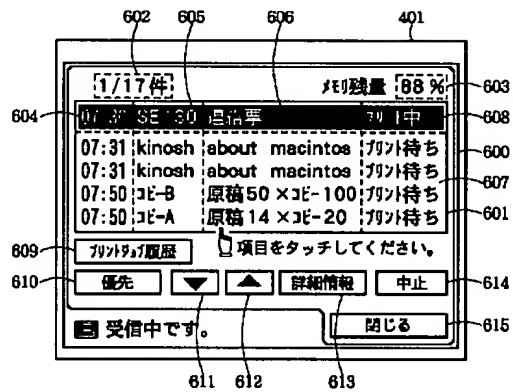 602 605 606 401
1/17件 メモリ残量 88% 603
604 608
600
07:31 kinosh about macintos プリント待ち
07:31 kinosh about macintos プリント待ち 607
07:50 コピーB 原稿50×コピー100 プリント待ち
07:50 コピーA 原稿14×コピー20 プリント待ち 601
609 プリントジョブ履歴 項目をタッチしてください。
610 優先 ▼ ▲ 詳細情報 中止 614
受信中です。 閉じる 615
611 612 613